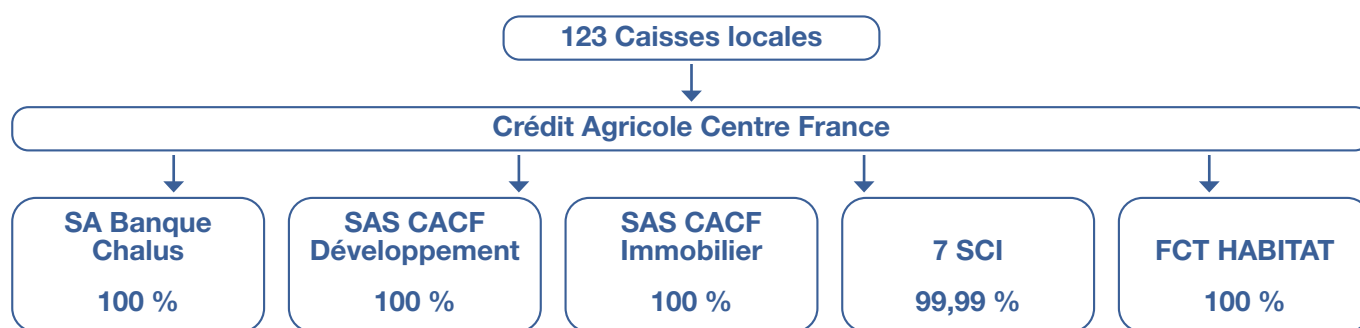 123 Caisses locales
Crédit Agricole Centre France
SA Banque
Chalus
100 %
SAS CACF
Développement
100 %
SAS CACF
Immobilier
100 %
7 SCI
99,99 %
FCT HABITAT
100 %